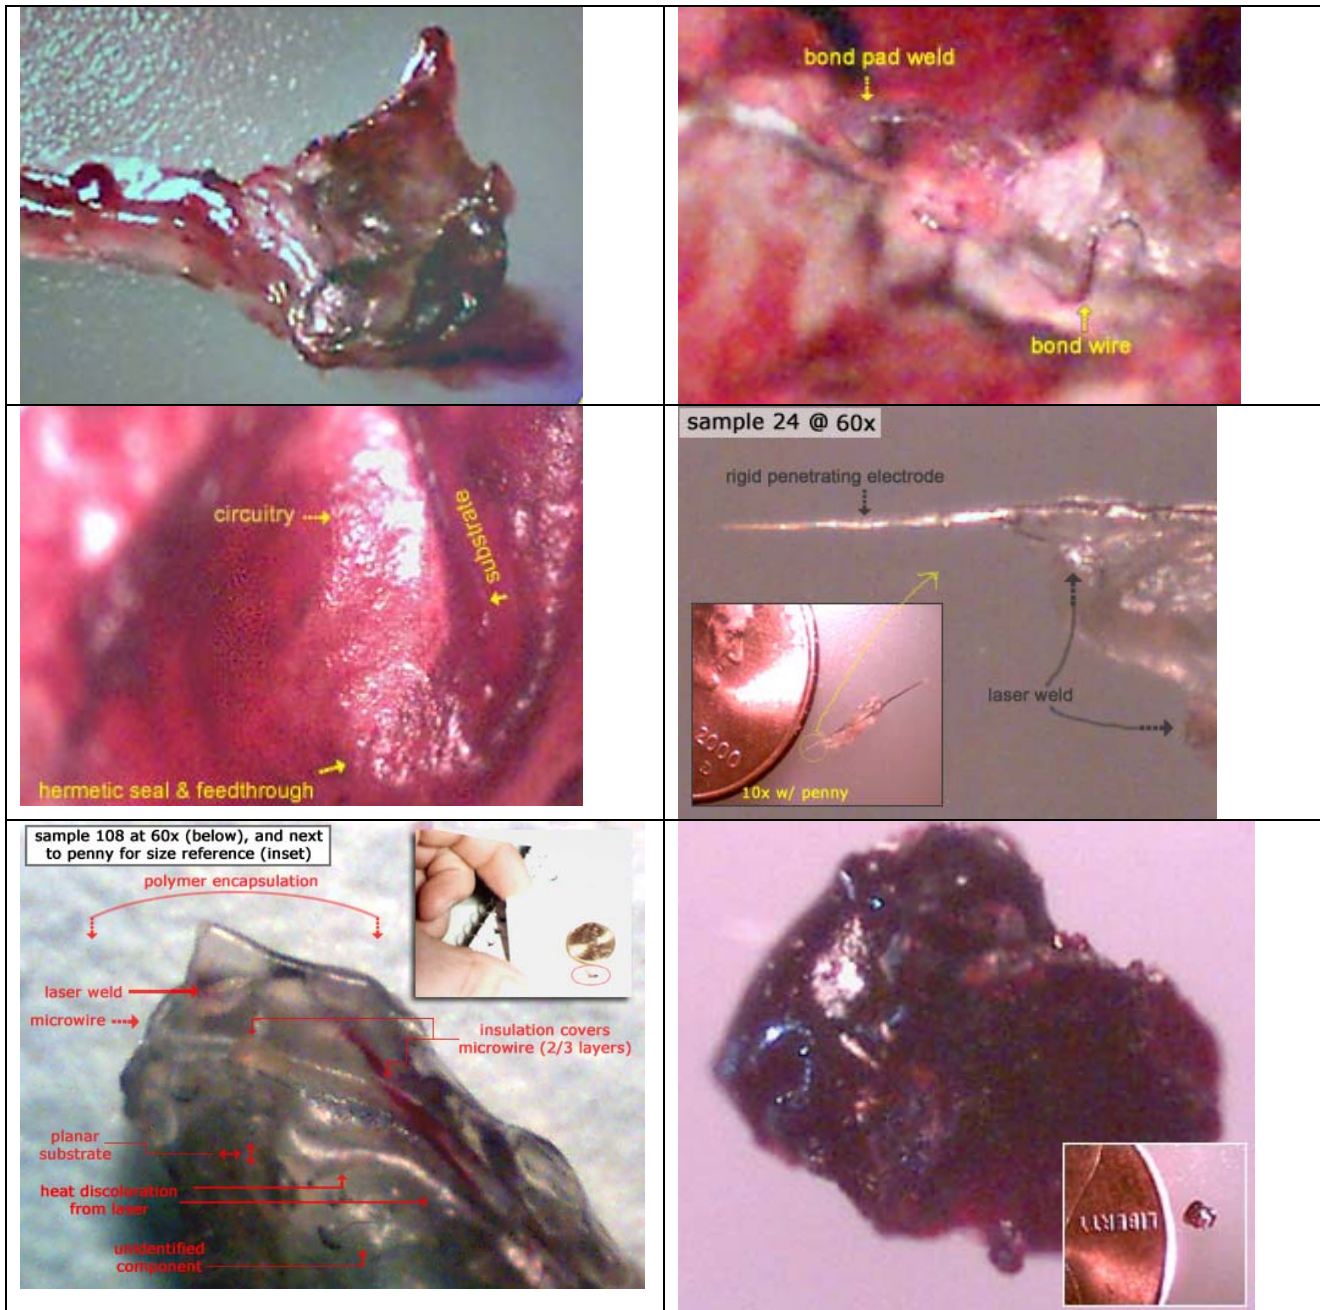 bond pad weld
bond wire
circuitry
substrate
hermetic seal & feedthrough
sample 24 @ 60x
rigid penetrating electrode
laser weld
2000
D
10x w/ penny
sample 108 at 60x (below), and next
to penny for size reference (inset)
polymer encapsulation
laser weld
microwire
insulation covers
microwire (2/3 layers)
planar
substrate
heat discoloration
from laser
unidentified
component
LIBERTY